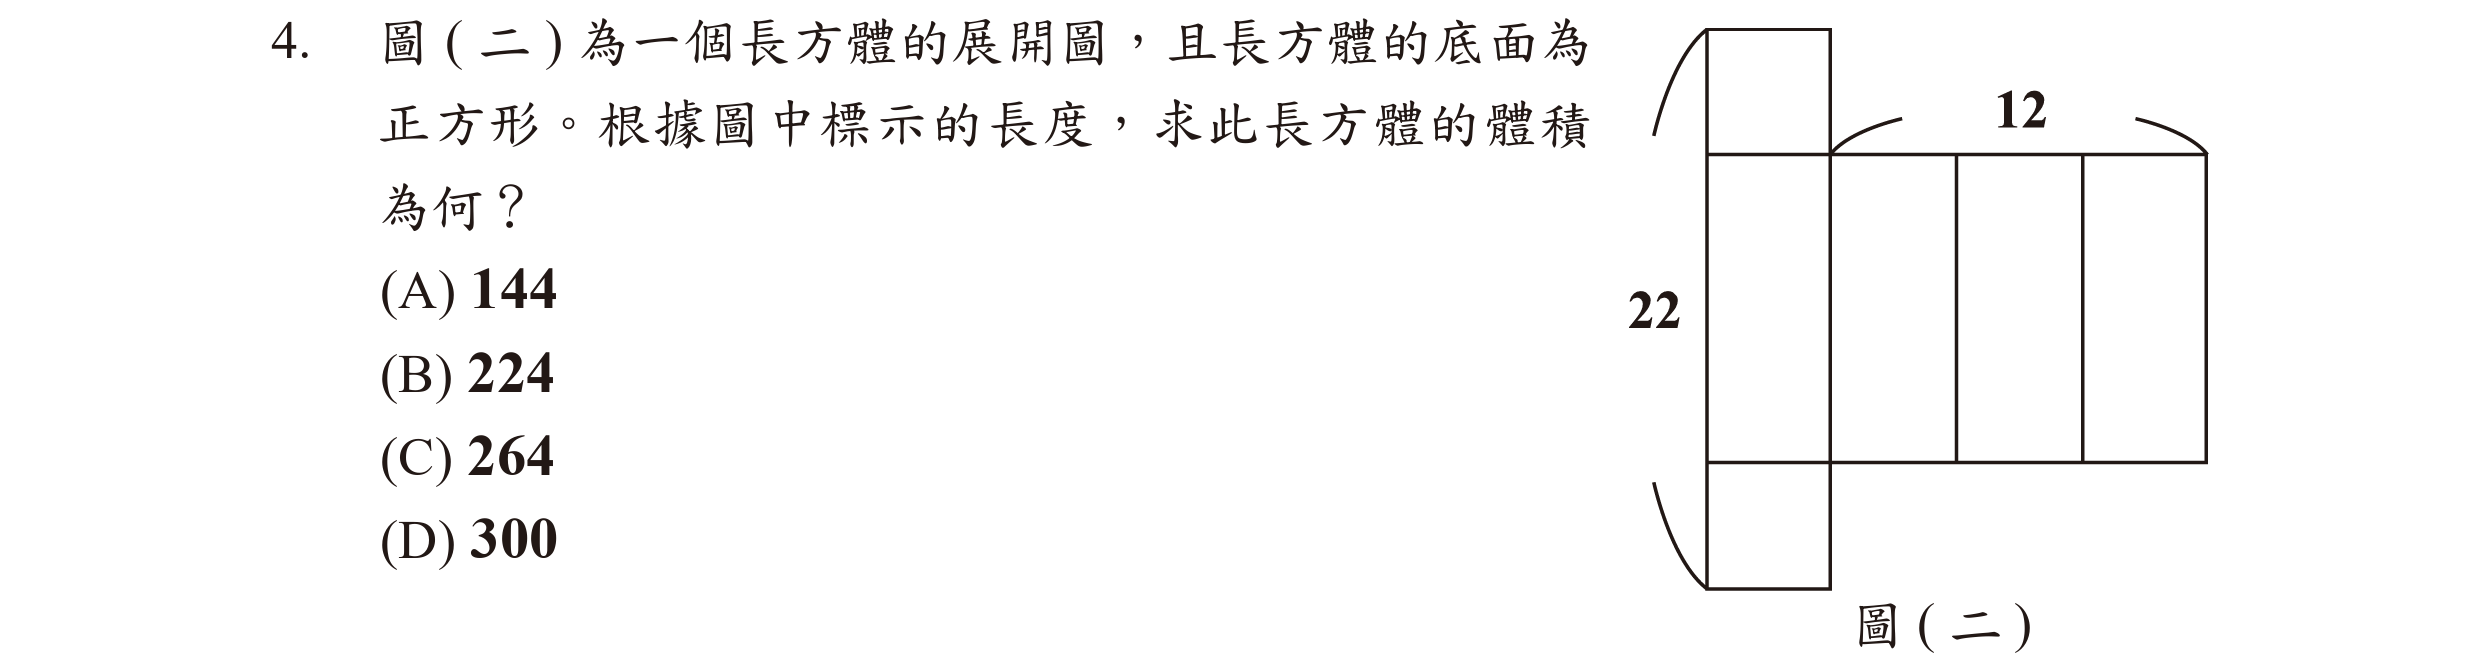 4. 圖(二)為一個長方體的展開圖，且長方體的底面為
正方形。根據圖中標示的長度，求此長方體的體積
為何？
(A) 144
(B) 224
(C) 264
(D) 300
12
22
圖(二)